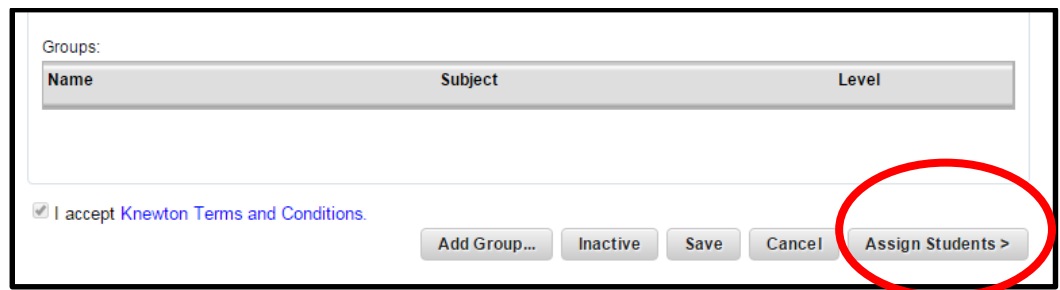 Groups:
Name Subject Level
I accept Knewton Terms and Conditions.
Add Group... Inactive Save Cancel Assign Students >